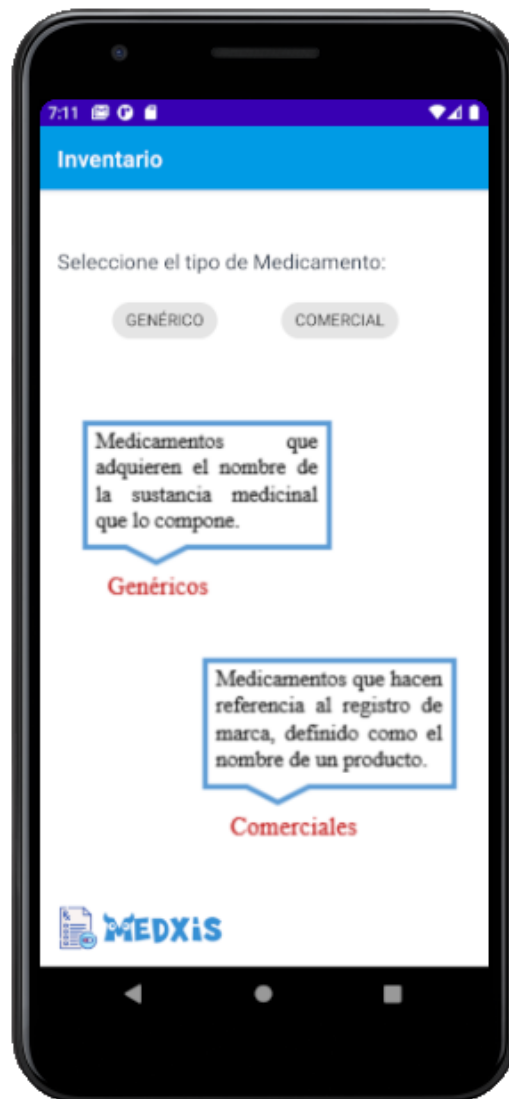 7:11
Inventario
Seleccione el tipo de Medicamento:
GENÉRICO COMERCIAL
Medicamentos que
adquieren el nombre de
la sustancia medicinal
que lo compone.
Genéricos
Medicamentos que hacen
referencia al registro de
marca, definido como el
nombre de un producto.
Comerciales
MEDXiS